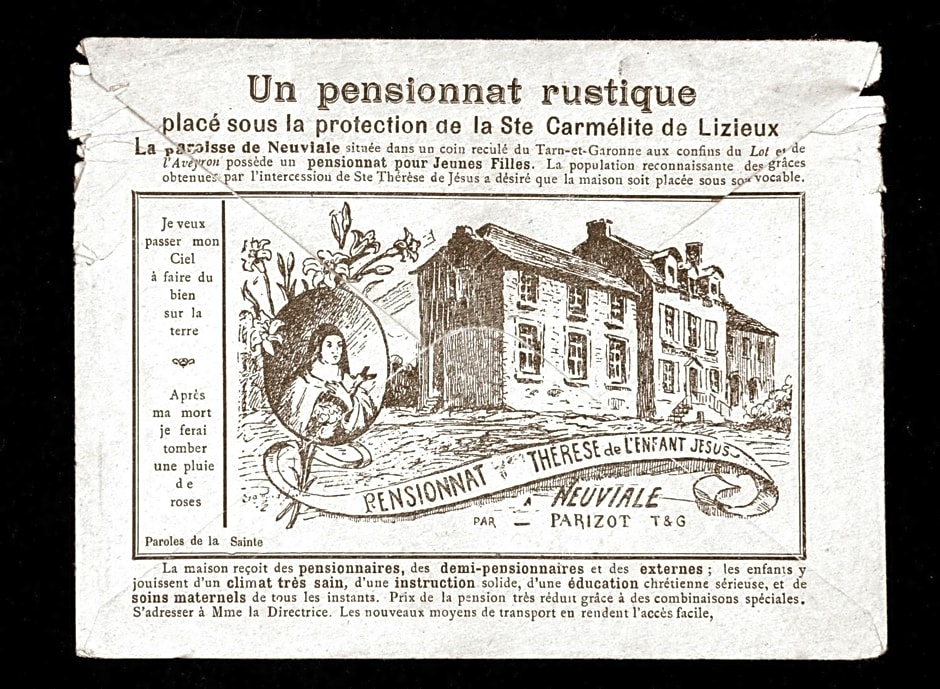 Un pensionnat rustique
placé sous la protection de la Ste Carmélite de Lizieux
La paroisse de Neuviale située dans un coin reculé du Tarn-et-Garonne aux confins du Lot et de
l'Aveyron possède un pensionnat pour Jeunes Filles. La population reconnaissante des grâces
obtenues par l'intercession de Ste Thérèse de Jésus a désiré que la maison soit placée sous son vocable.
Je veux
passer mon
Ciel
à faire du
bien
sur la
terre
Après
ma mort
je ferai
tomber
une pluie
de
roses
Paroles de la Sainte
PENSIONNAT THÉRÈSE de L'ENFANT JESUS
A NEUVIALE
PAR PARIZOT T&G
La maison reçoit des pensionnaires, des demi-pensionnaires et des externes ; les enfants y
jouissent d'un climat très sain, d'une instruction solide, d'une éducation chrétienne sérieuse, et de
soins maternels de tous les instants. Prix de la pension très réduit grâce à des combinaisons spéciales.
S'adresser à Mme la Directrice. Les nouveaux moyens de transport en rendent l'accès facile,